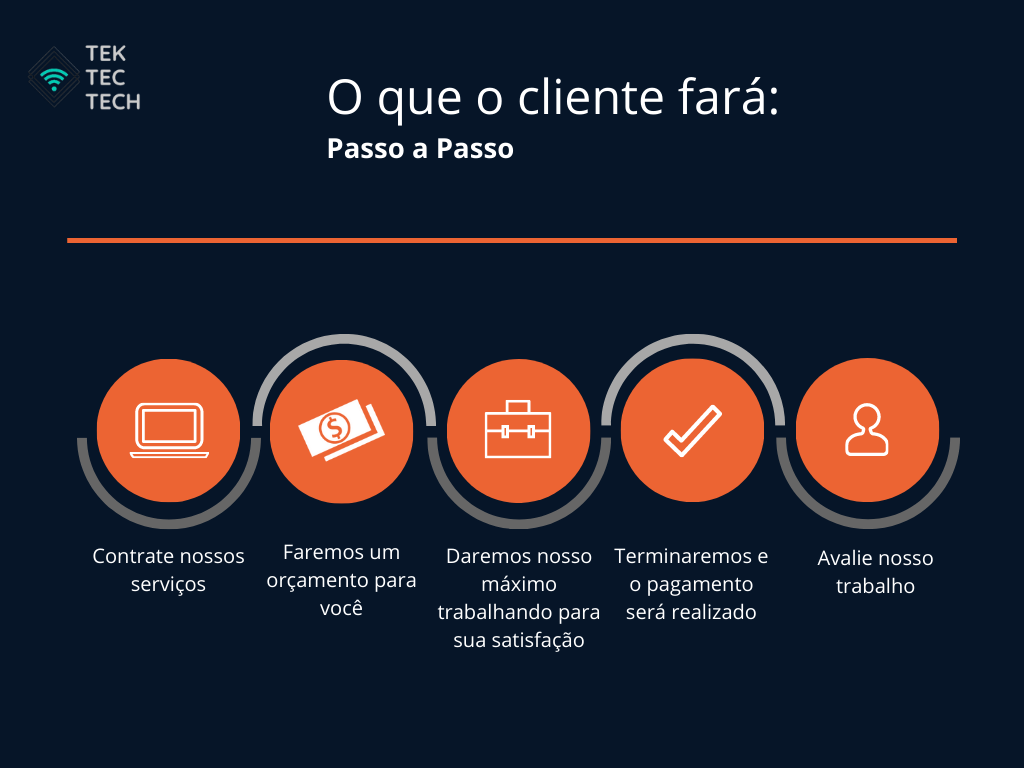 TEK
TEC
TECH
O que o cliente fará:
Passo a Passo
Contrate nossos
serviços
Faremos um
orçamento para
você
Daremos nosso
máximo
trabalhando para
sua satisfação
Terminaremos e
o pagamento
será realizado
Avalie nosso
trabalho